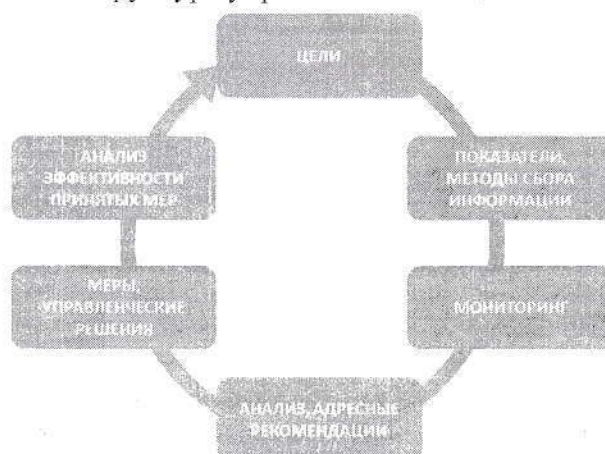 ЦЕЛИ
ПОКАЗАТЕЛИ,
МЕТОДЫ СБОРА
ИНФОРМАЦИИ
МОНИТОРИНГ
АНАЛИЗ, АДРЕСНЫЕ
РЕКОМЕНДАЦИИ
МЕРЫ,
УПРАВЛЕНЧЕСКИЕ
РЕШЕНИЯ
АНАЛИЗ
ЭФФЕКТИВНОСТИ
ПРИНЯТЫХ МЕР